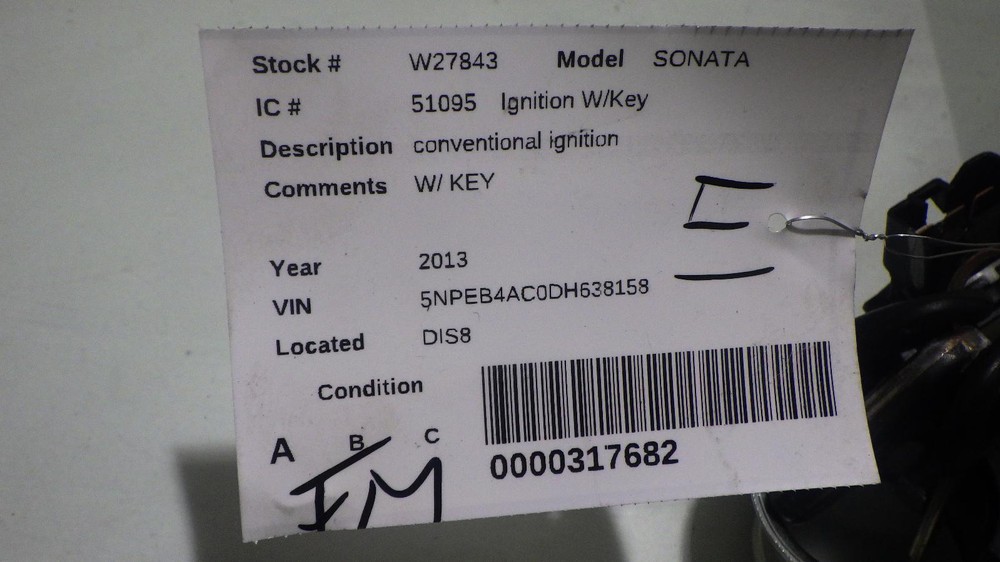 Stock # W27843 Model SONATA
IC # 51095 Ignition W/Key
Description conventional ignition
Comments W/ KEY
Year 2013
VIN 5NPEB4AC0DH638158
Located DIS8
Condition
A B C
0000317682